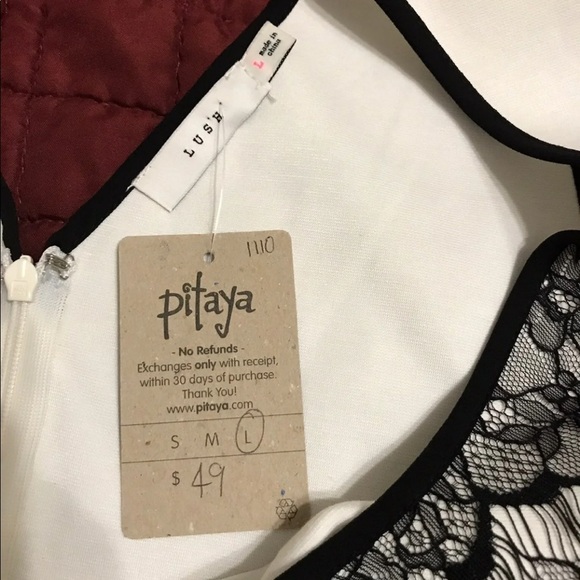 made in
china
L
LUSH
1110
pitaya
- No Refunds -
Exchanges only with receipt,
within 30 days of purchase.
Thank You!
www.pitaya.com
S M L
$ 49